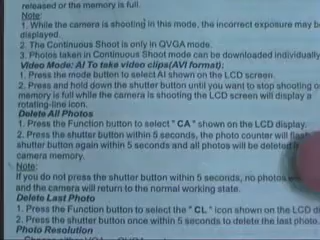 released or the memory is full.
Note:
1. While the camera is shooting in this mode, the incorrect exposure may b
displayed.
2. The Continuous Shoot is only in QVGA mode.
3. Photos taken in Continuous Shoot mode can be downloaded individually
Video Mode: AI To take video clips(AVI format):
1. Press the mode button to select AI shown on the LCD screen.
2. Press and hold down the shutter button until you want to stop shooting o
memory is full while the camera is shooting the LCD screen will display a
rotating-line icon.
Delete All Photos
1. Press the Function button to select " CA " shown on the LCD display.
2. Press the shutter button within 5 seconds, the photo counter will flash
shutter button again within 5 seconds and all photos will be deleted
camera memory.
Note:
If you do not press the shutter button within 5 seconds, no photos
and the camera will return to the normal working state.
Delete Last Photo
1. Press the Function button to select the " CL " icon shown on the LCD d
2. Press the shutter button once within 5 seconds to delete the last photo.
Photo Resolution